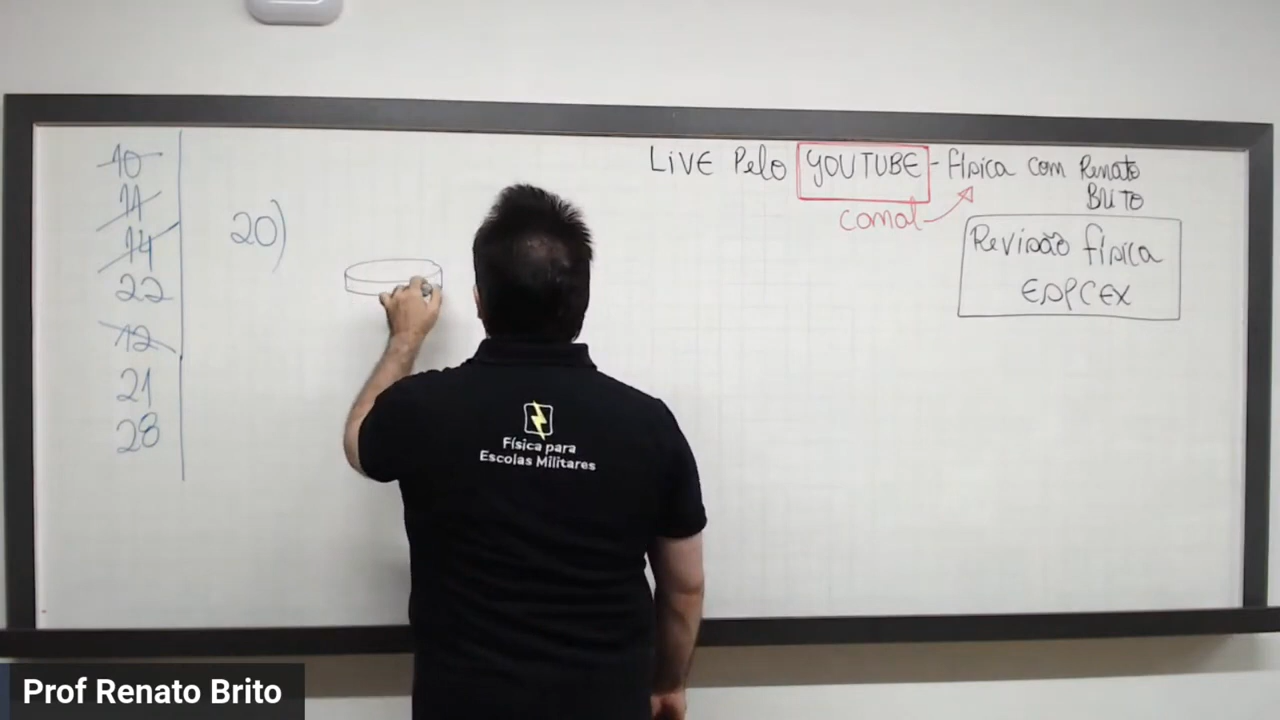 10
11
14
22
12
21
28
20)
LIVE Pelo YOUTUBE - física com Renato
BRITO
canal
Revisão física
ESPCEX
Física para
Escolas Militares
Prof Renato Brito